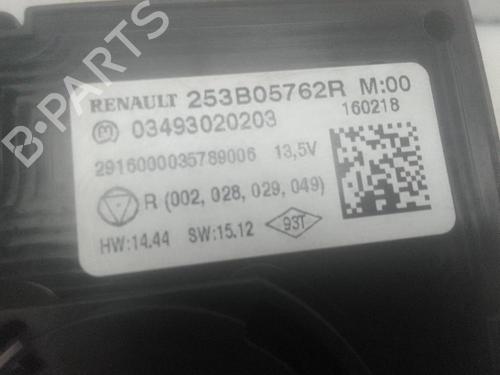 B-PARTS
RENAULT 253B05762R M:00
160218
03493020203
2916000035789006 13,5V
R (002, 028, 029, 049)
HW:14.44 SW:15.12 93T